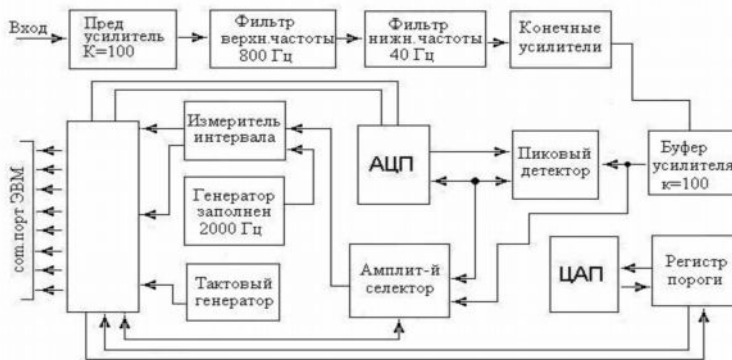 Вход
Пред
усилитель
К=100
Фильтр
верхн.частоты
800 Гц
Фильтр
нижн.частоты
40 Гц
Конечные
усилители
Измеритель
интервала
АЦП
Пиковый
детектор
Буфер
усилителя
к=100
Генератор
заполнен
2000 Гц
com.порт ЭВМ
Тактовый
генератор
Амплит-й
селектор
ЦАП
Регистр
пороги